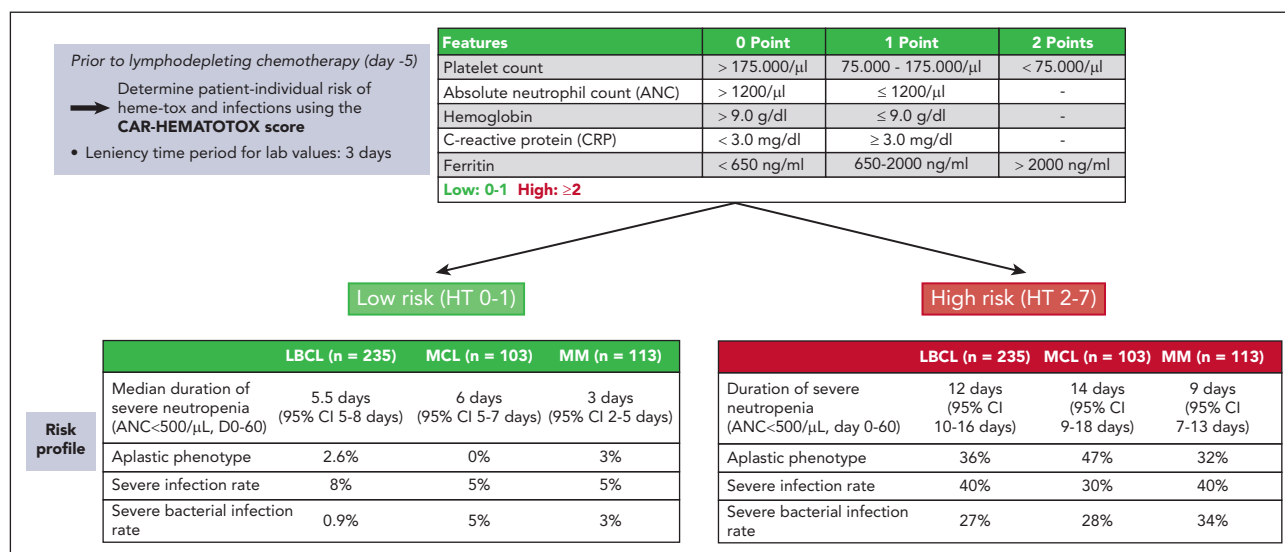 Prior to lymphodepleting chemotherapy (day -5)
Determine patient-individual risk of
heme-tox and infections using the
CAR-HEMATOTOX score
• Leniency time period for lab values: 3 days
Features 0 Point 1 Point 2 Points
Platelet count > 175.000/µl 75.000 - 175.000/µl < 75.000/µl
Absolute neutrophil count (ANC) > 1200/µl ≤ 1200/µl -
Hemoglobin > 9.0 g/dl ≤ 9.0 g/dl -
C-reactive protein (CRP) < 3.0 mg/dl ≥ 3.0 mg/dl -
Ferritin < 650 ng/ml 650-2000 ng/ml > 2000 ng/ml
Low: 0-1 High: ≥2
Low risk (HT 0-1)
High risk (HT 2-7)
Risk
profile
LBCL (n = 235) MCL (n = 103) MM (n = 113)
Median duration of
severe neutropenia
(ANC<500/µL, D0-60)
5.5 days
(95% CI 5-8 days)
6 days
(95% CI 5-7 days)
3 days
(95% CI 2-5 days)
Aplastic phenotype 2.6% 0% 3%
Severe infection rate 8% 5% 5%
Severe bacterial infection
rate
0.9% 5% 3%
LBCL (n = 235) MCL (n = 103) MM (n = 113)
Duration of severe
neutropenia
(ANC<500/µL, day 0-60)
12 days
(95% CI
10-16 days)
14 days
(95% CI
9-18 days)
9 days
(95% CI
7-13 days)
Aplastic phenotype 36% 47% 32%
Severe infection rate 40% 30% 40%
Severe bacterial infection
rate
27% 28% 34%